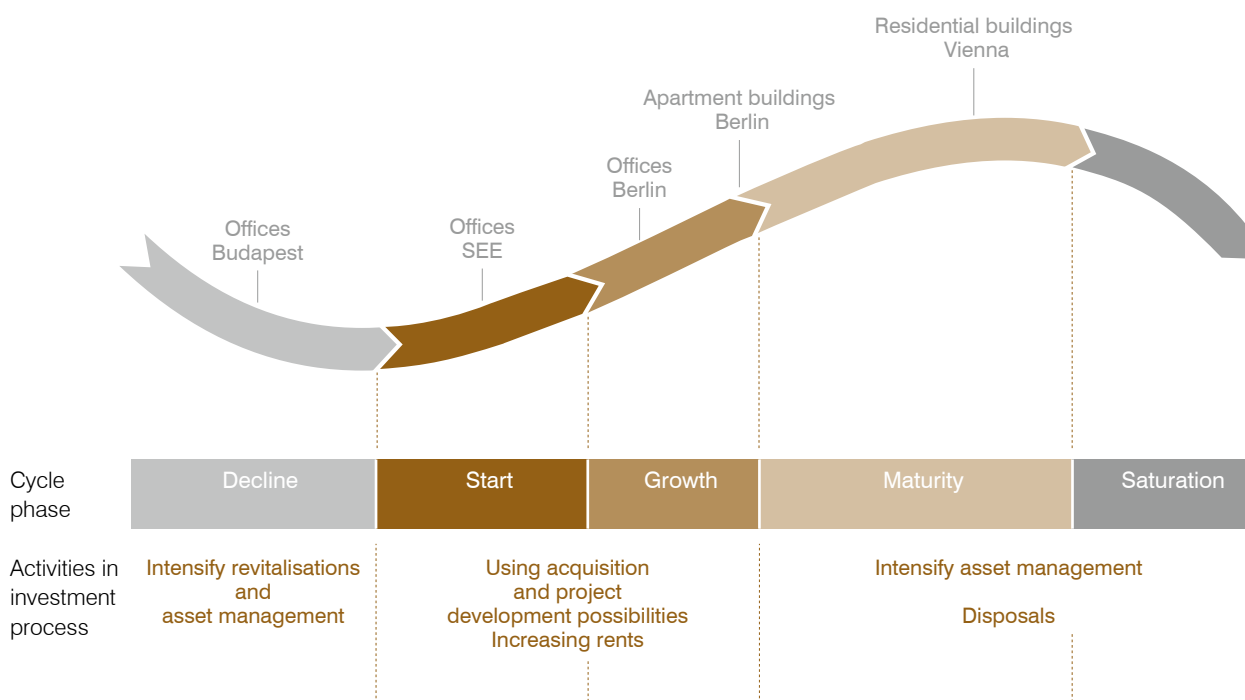 Residential buildings
Vienna
Apartment buildings
Berlin
Offices
Berlin
Offices
SEE
Offices
Budapest
Cycle
phase
Decline
Start
Growth
Maturity
Saturation
Activities in
investment
process
Intensify revitalisations
and
asset management
Using acquisition
and project
development possibilities
Increasing rents
Intensify asset management
Disposals